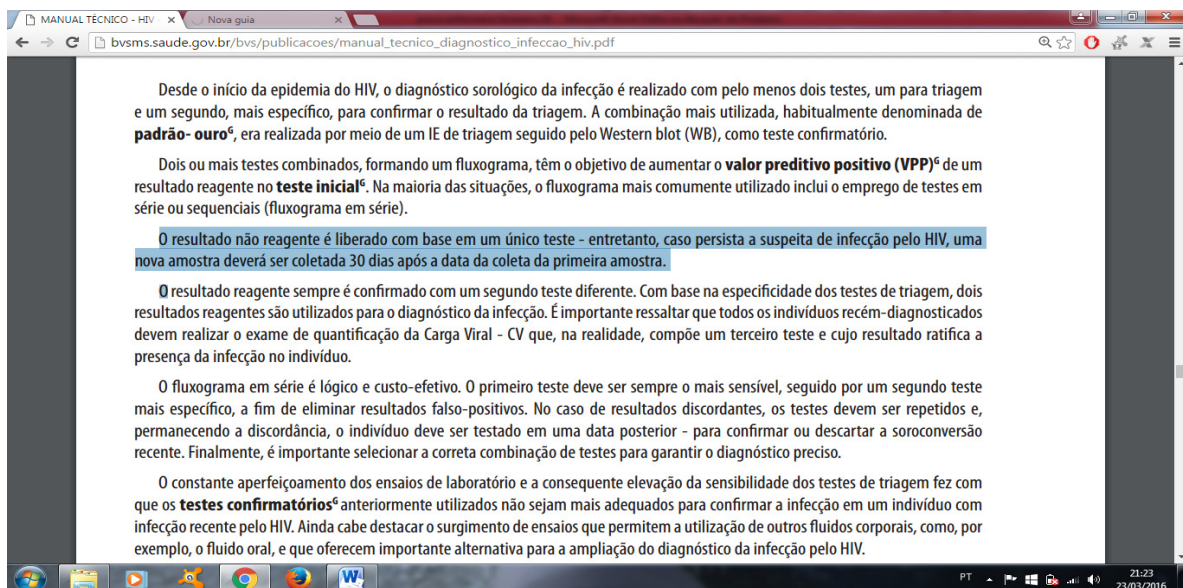 MANUAL TÉCNICO - HIV
Nova guia
bvsms.saude.gov.br/bvs/publicacoes/manual_tecnico_diagnostico_infeccao_hiv.pdf
Desde o início da epidemia do HIV, o diagnóstico sorológico da infecção é realizado com pelo menos dois testes, um para triagem
e um segundo, mais específico, para confirmar o resultado da triagem. A combinação mais utilizada, habitualmente denominada de
padrão- ouroᴳ, era realizada por meio de um IE de triagem seguido pelo Western blot (WB), como teste confirmatório.
Dois ou mais testes combinados, formando um fluxograma, têm o objetivo de aumentar o valor preditivo positivo (VPP)ᴳ de um
resultado reagente no teste inicialᴳ. Na maioria das situações, o fluxograma mais comumente utilizado inclui o emprego de testes em
série ou sequenciais (fluxograma em série).
O resultado não reagente é liberado com base em um único teste - entretanto, caso persista a suspeita de infecção pelo HIV, uma
nova amostra deverá ser coletada 30 dias após a data da coleta da primeira amostra.
O resultado reagente sempre é confirmado com um segundo teste diferente. Com base na especificidade dos testes de triagem, dois
resultados reagentes são utilizados para o diagnóstico da infecção. É importante ressaltar que todos os indivíduos recém-diagnosticados
devem realizar o exame de quantificação da Carga Viral - CV que, na realidade, compõe um terceiro teste e cujo resultado ratifica a
presença da infecção no indivíduo.
O fluxograma em série é lógico e custo-efetivo. O primeiro teste deve ser sempre o mais sensível, seguido por um segundo teste
mais específico, a fim de eliminar resultados falso-positivos. No caso de resultados discordantes, os testes devem ser repetidos e,
permanecendo a discordância, o indivíduo deve ser testado em uma data posterior - para confirmar ou descartar a soroconversão
recente. Finalmente, é importante selecionar a correta combinação de testes para garantir o diagnóstico preciso.
O constante aperfeiçoamento dos ensaios de laboratório e a consequente elevação da sensibilidade dos testes de triagem fez com
que os testes confirmatóriosᴳ anteriormente utilizados não sejam mais adequados para confirmar a infecção em um indivíduo com
infecção recente pelo HIV. Ainda cabe destacar o surgimento de ensaios que permitem a utilização de outros fluidos corporais, como, por
exemplo, o fluido oral, e que oferecem importante alternativa para a ampliação do diagnóstico da infecção pelo HIV.
PT
21:23
23/03/2016